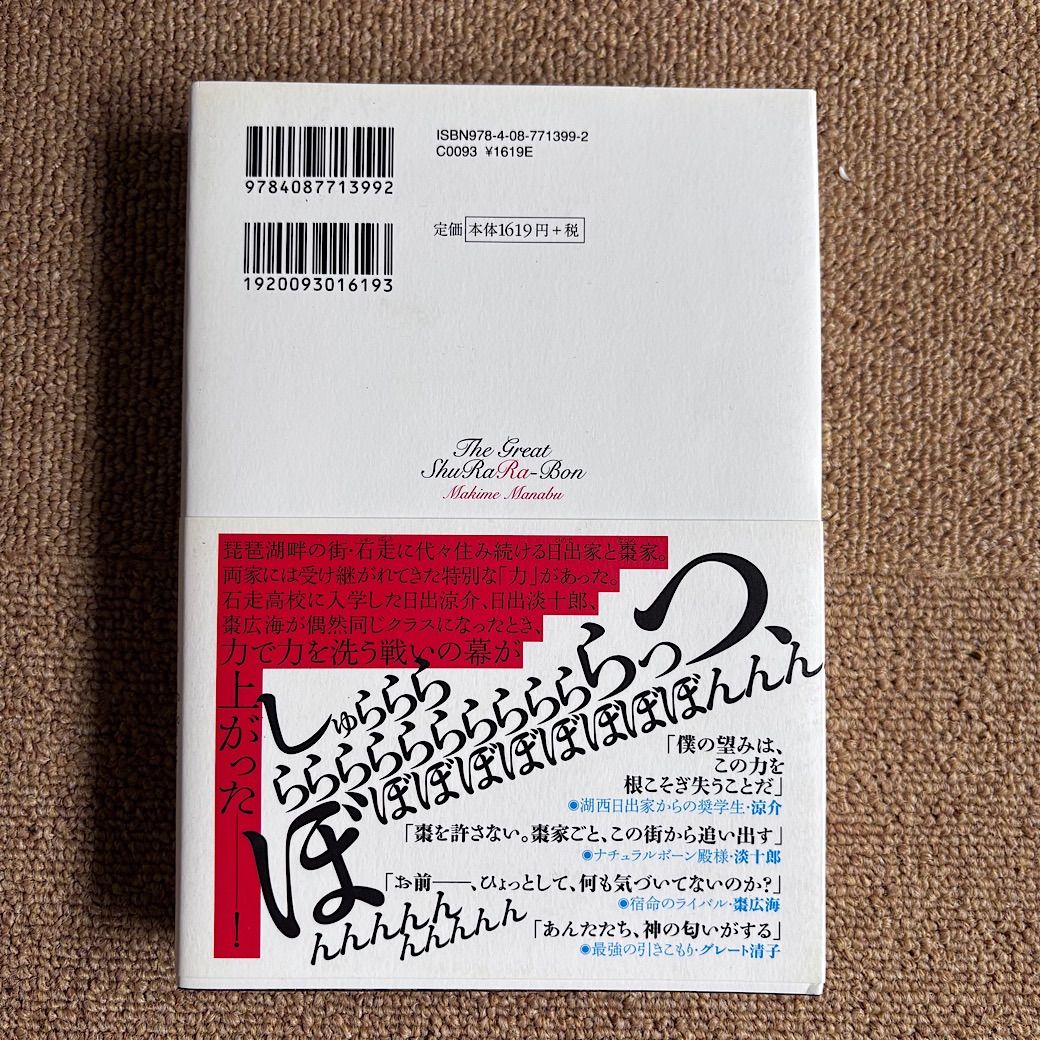 ISBN978-4-08-771399-2
C0093 ¥1619E
9784087713992
定価 本体1619円+税
1920093016193
The Great
ShuRaRa-Bon
Makime Manabu
琵琶湖畔の街・石走に代々住み続ける日出家と棗家。
両家には受け継がれてきた特別な「力」があった。
石走高校に入学した日出涼介、日出淡十郎、
棗広海が偶然同じクラスになったとき、
力で力を洗う戦いの幕が
上がった——!
しゅららら
ららららららららららっつ、
ぼぼぼぼぼぼぼぼぼんんん
んんんんん
んんんんん
「僕の望みは、
この力を
根こそぎ失うことだ」
◉湖西日出家からの奨学生・涼介
「棗を許さない。棗家ごと、この街から追い出す」
◉ナチュラルボーン殿様・淡十郎
「お前——、ひょっとして、何も気づいてないのか?」
◉宿命のライバル・棗広海
「あんたたち、神の匂いがする」
◉最強の引きこもり・グレート清子